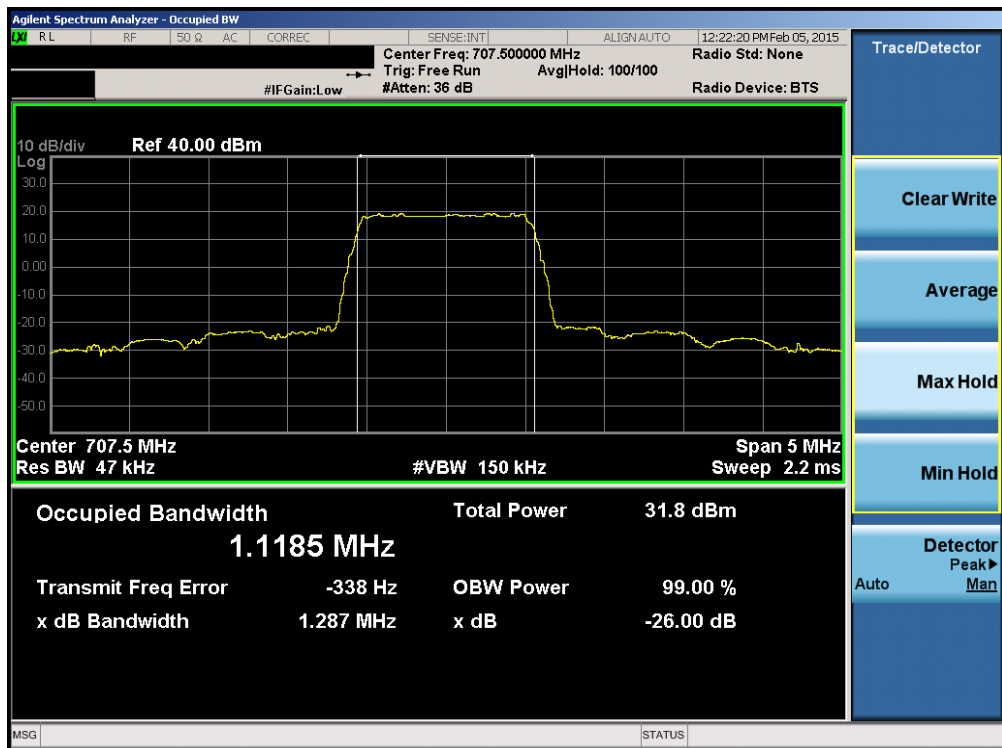 Agilent Spectrum Analyzer - Occupied BW
LXI RL RF 50 Ω AC CORREC SENSE:INT ALIGN AUTO 12:22:20 PM Feb 05, 2015
Center Freq: 707.500000 MHz Radio Std: None
Trig: Free Run Avg|Hold: 100/100
#IFGain:Low #Atten: 36 dB Radio Device: BTS
10 dB/div Ref 40.00 dBm
Log
30.0
20.0
10.0
0.00
-10.0
-20.0
-30.0
-40.0
-50.0
Center 707.5 MHz Span 5 MHz
Res BW 47 kHz #VBW 150 kHz Sweep 2.2 ms
Occupied Bandwidth Total Power 31.8 dBm
1.1185 MHz
Transmit Freq Error -338 Hz OBW Power 99.00 %
x dB Bandwidth 1.287 MHz x dB -26.00 dB
MSG STATUS
Trace/Detector
Clear Write
Average
Max Hold
Min Hold
Detector
Peak▶
Auto Man